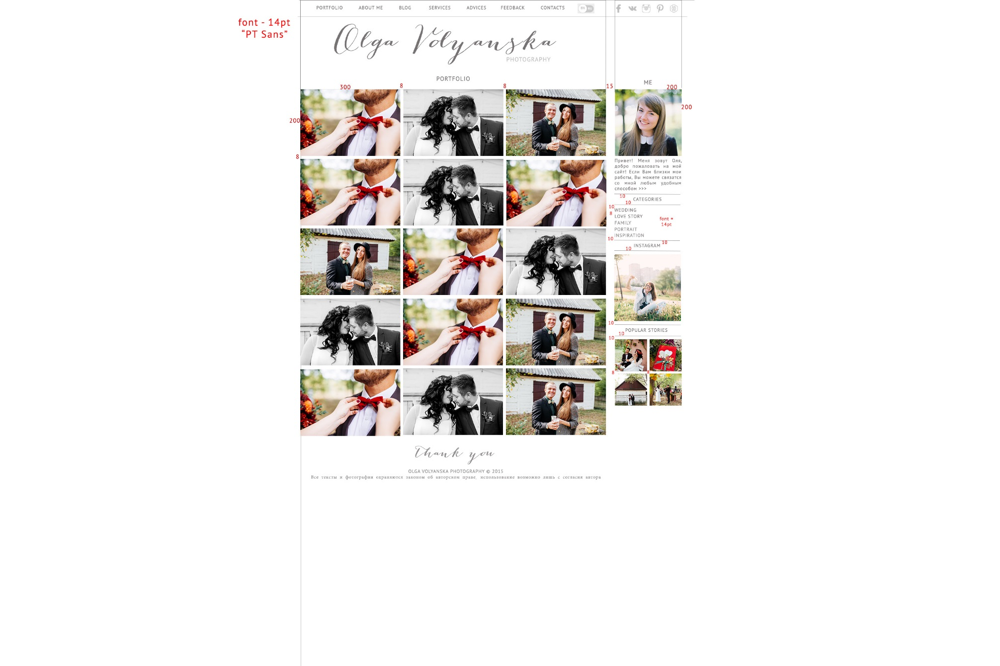 PORTFOLIO ABOUT ME BLOG SERVICES ADVICES FEEDBACK CONTACTS EN RU
font - 14pt
“PT Sans”
Olga Volyanska
PHOTOGRAPHY
PORTFOLIO
ME
300 8 8 15 200
200
200
8
Привет! Меня зовут Оля,
добро пожаловать на мой
сайт! Если Вам близки мои
работы, Вы можете связатся
со мной любым удобным
способом >>>
10
CATEGORIES
10
10
WEDDING
8
LOVE STORY
FAMILY
PORTRAIT
INSPIRATION
font =
14pt
10
10
INSTAGRAM
10
10
POPULAR STORIES
10
10
8 8
Thank you
OLGA VOLYANSKA PHOTOGRAPHY © 2015
Все тексты и фотографии охраняются законом об авторском праве, использование возможно лишь с согласия автора